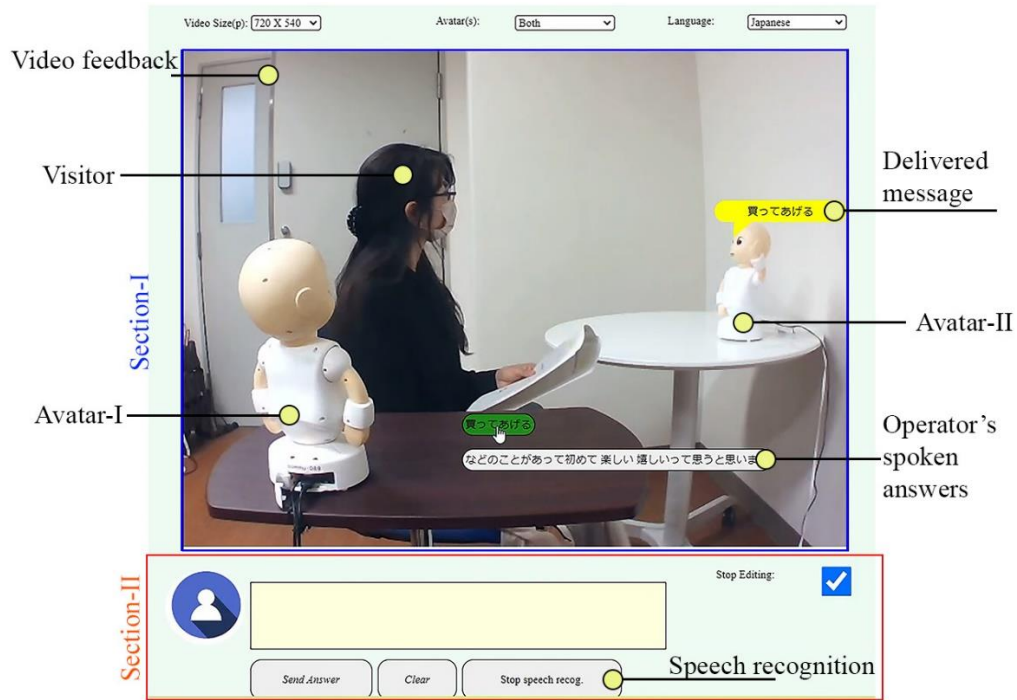 Video Size(p): 720 X 540
Avatar(s): Both
Language: Japanese
Video feedback
Visitor
Delivered
message
買ってあげる
Section-I
Avatar-II
Avatar-I
買ってあげる
Operator's
spoken
answers
などのことがあって初めて 楽しい 嬉しいって思うと思いま
Section-II
Stop Editing:
Send Answer
Clear
Stop speech recog.
Speech recognition